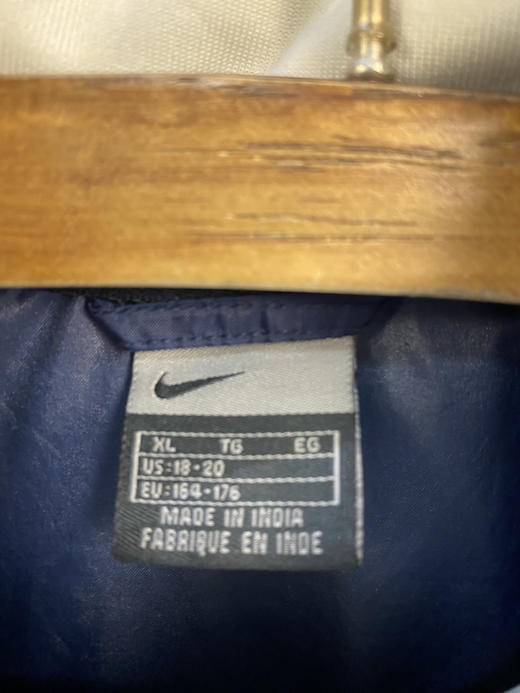 XL TG EG
US:18-20
EU:164-176
MADE IN INDIA
FABRIQUE EN INDE